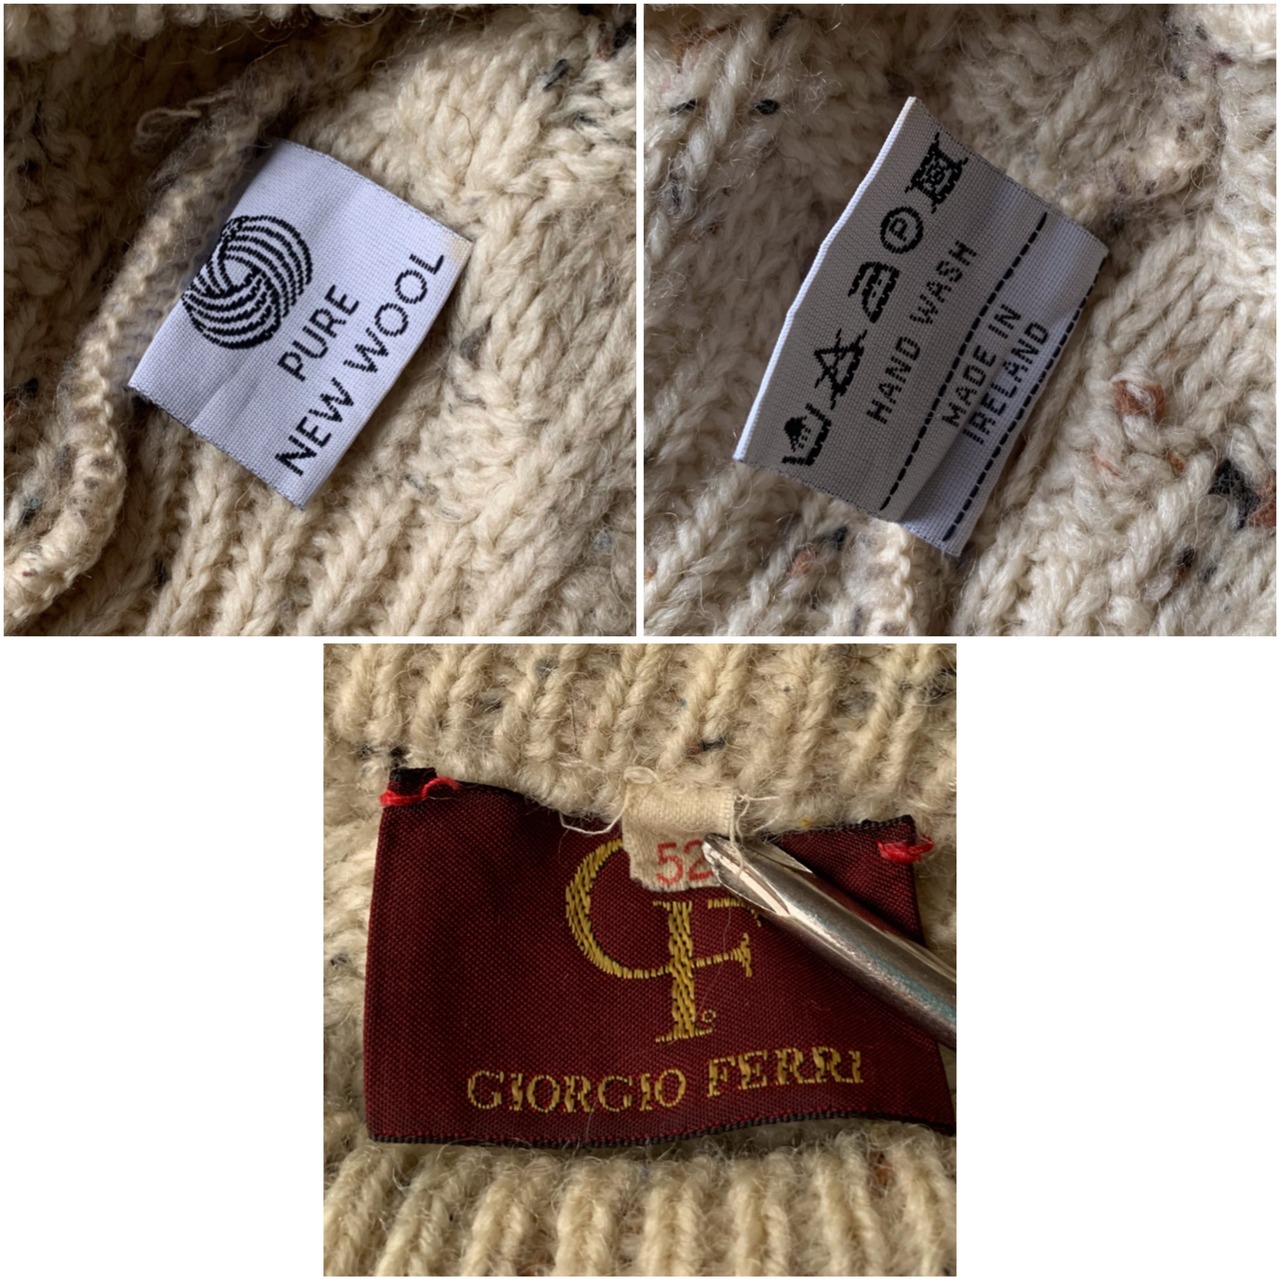 PURE
NEW WOOL
P
HAND WASH
MADE IN
IRELAND
52
GF
GIORGIO FERRI